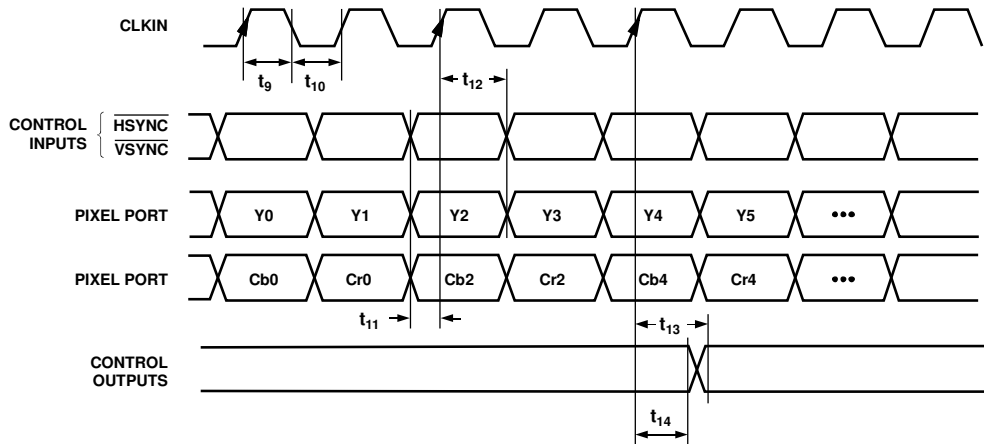 CLKIN
t9 t10 t12
CONTROL INPUTS { HSYNC
VSYNC
PIXEL PORT Y0 Y1 Y2 Y3 Y4 Y5 •••
PIXEL PORT Cb0 Cr0 Cb2 Cr2 Cb4 Cr4 •••
t11 t13
CONTROL
OUTPUTS
t14